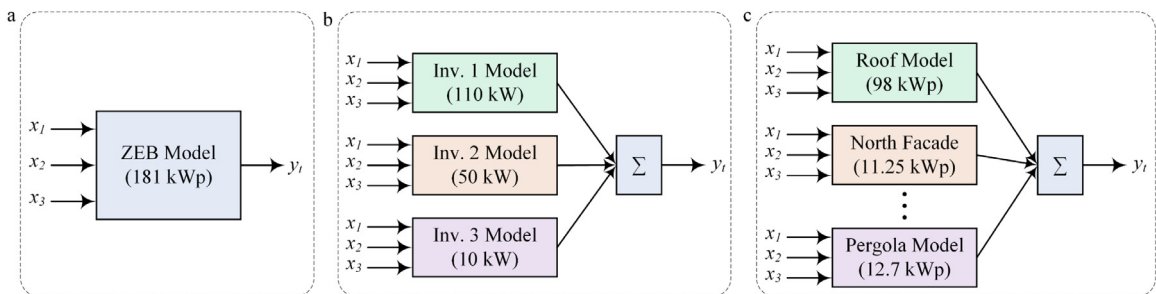 a
x1
x2
x3
ZEB Model
(181 kWp)
yt
b
x1
x2
x3
Inv. 1 Model
(110 kW)
x1
x2
x3
Inv. 2 Model
(50 kW)
x1
x2
x3
Inv. 3 Model
(10 kW)
Σ
yt
c
x1
x2
x3
Roof Model
(98 kWp)
x1
x2
x3
North Facade
(11.25 kWp)
x1
x2
x3
Pergola Model
(12.7 kWp)
Σ
yt